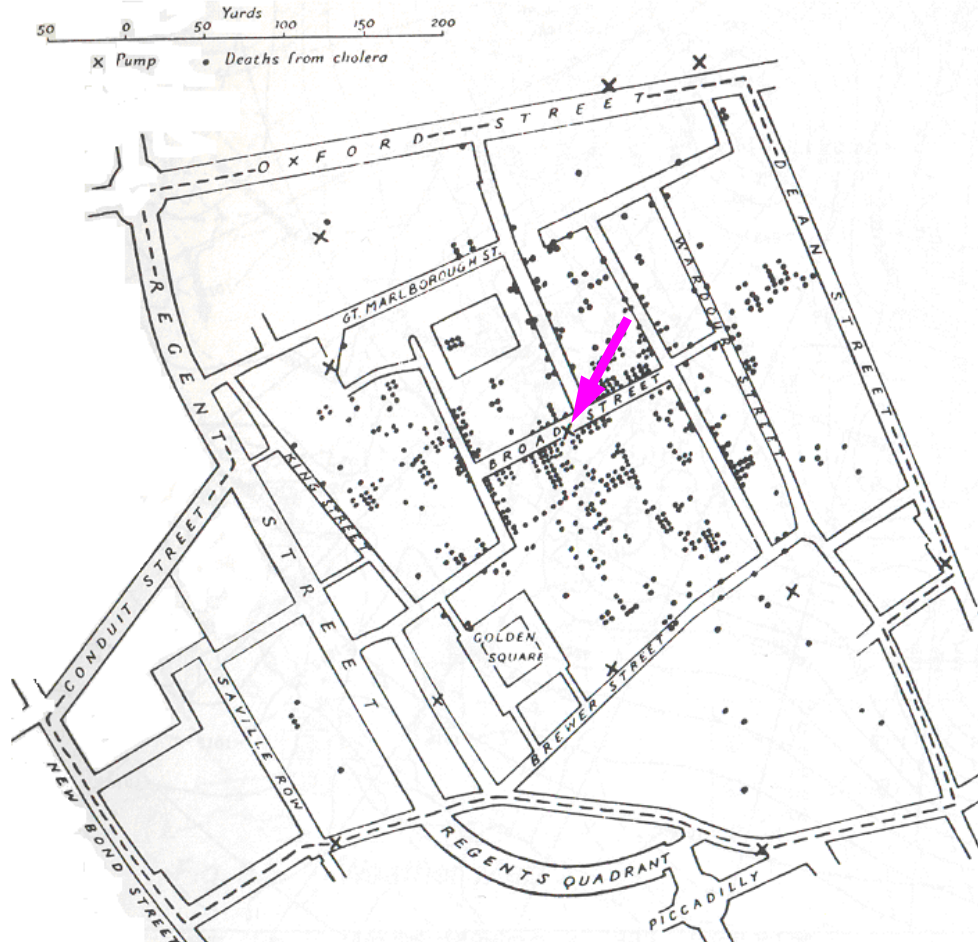 Yards
50 0 50 100 150 200
x Pump • Deaths from cholera
OXFORD STREET
DEAN STREET
WARDOUR STREET
GT. MARLBOROUGH ST.
REGENT STREET
BROAD STREET
KING STREET
CONDUIT STREET
GOLDEN
SQUARE
BREWER STREET
SAVILLE ROW
NEW BOND STREET
REGENTS QUADRANT
PICCADILLY